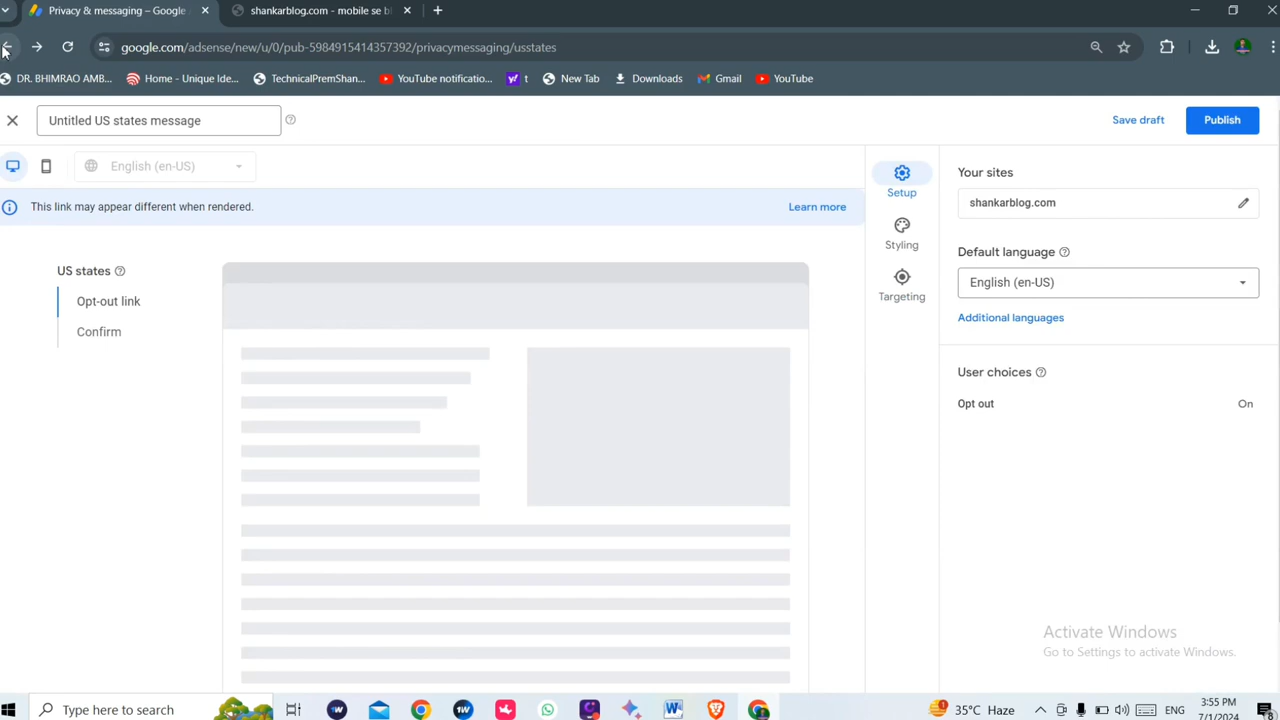 Privacy & messaging – Google
shankarblog.com - mobile se bl
google.com/adsense/new/u/0/pub-5984915414357392/privacymessaging/usstates
DR. BHIMRAO AMB...
Home - Unique Ide...
TechnicalPremShan...
YouTube notificatio...
t
New Tab
Downloads
Gmail
YouTube
Untitled US states message
Save draft
Publish
English (en-US)
This link may appear different when rendered.
Learn more
US states
Opt-out link
Confirm
Setup
Styling
Targeting
Your sites
shankarblog.com
Default language
English (en-US)
Additional languages
User choices
Opt out
On
Activate Windows
Go to Settings to activate Windows.
Type here to search
35°C Haze
ENG
3:55 PM
7/1/2024